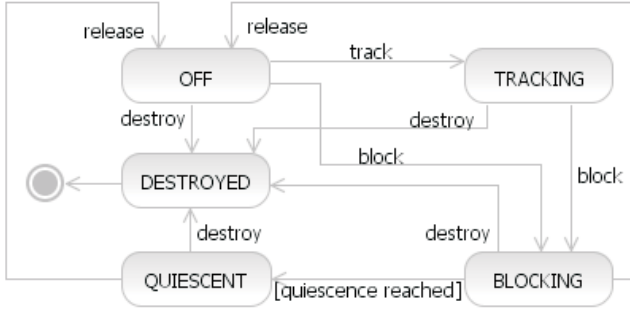 release
release
track
OFF
TRACKING
destroy
destroy
block
block
DESTROYED
destroy
destroy
QUIESCENT
[quiescence reached]
BLOCKING